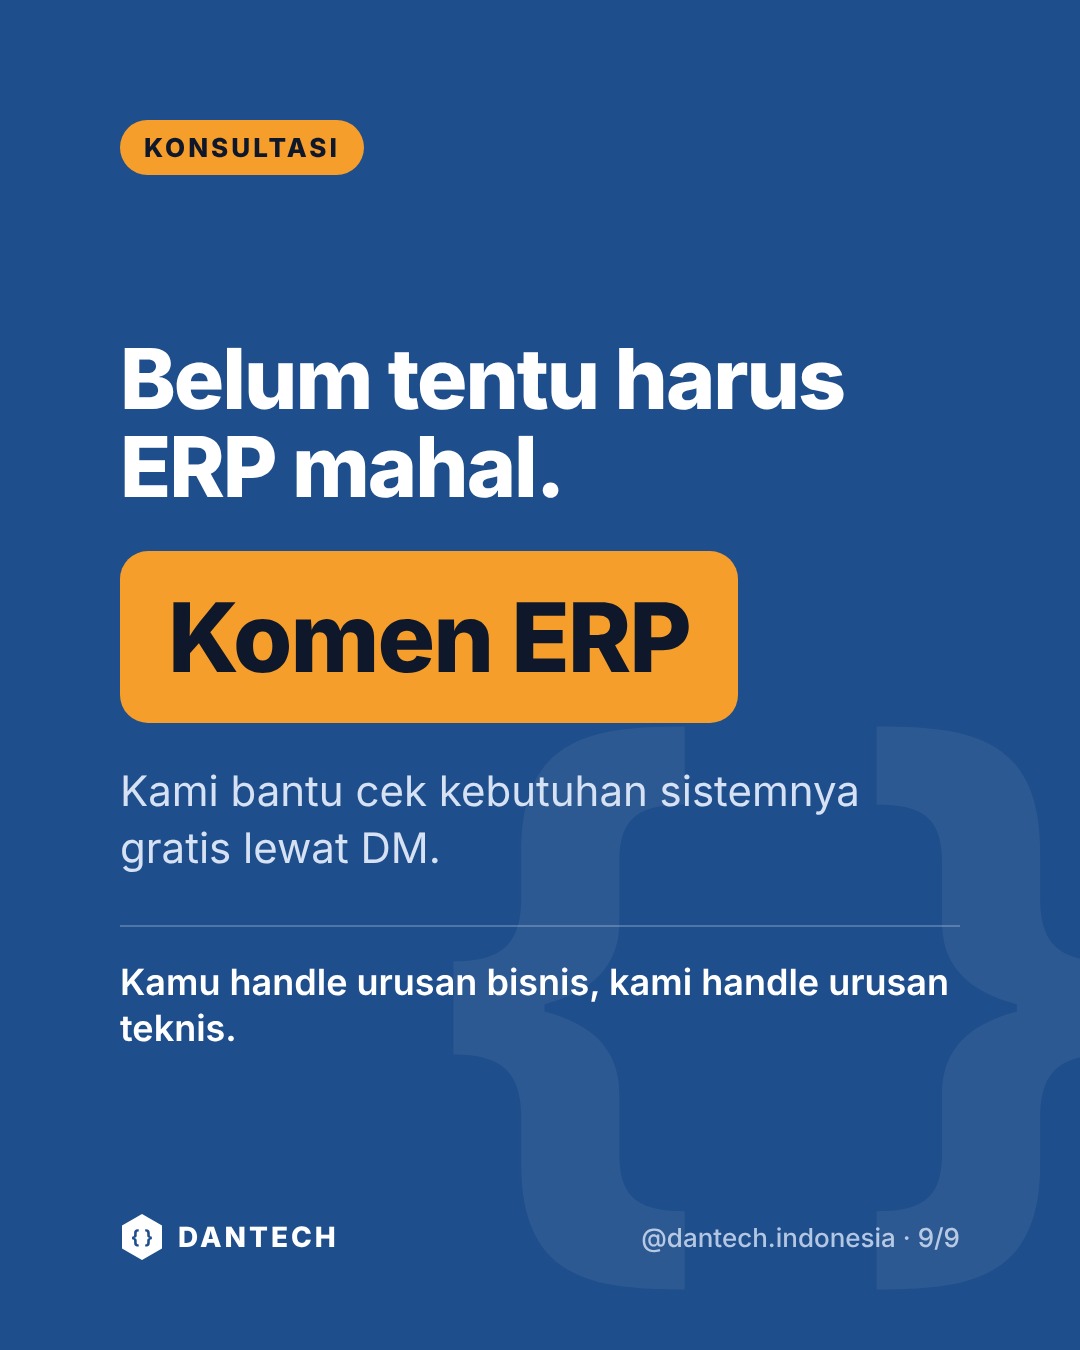 KONSULTASI
Belum tentu harus
ERP mahal.
Komen ERP
Kami bantu cek kebutuhan sistemnya
gratis lewat DM.
Kamu handle urusan bisnis, kami handle urusan
teknis.
{ } DANTECH
@dantech.indonesia · 9/9